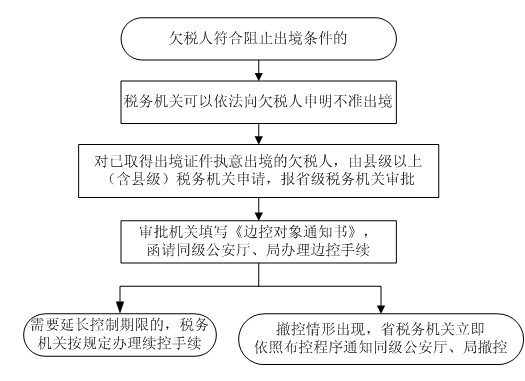 欠税人符合阻止出境条件的
税务机关可以依法向欠税人申明不准出境
对已取得出境证件执意出境的欠税人，由县级以上
（含县级）税务机关申请，报省级税务机关审批
审批机关填写《边控对象通知书》，
函请同级公安厅、局办理边控手续
需要延长控制期限的，税务
机关按规定办理续控手续
撤控情形出现，省税务机关立即
依照布控程序通知同级公安厅、局撤控